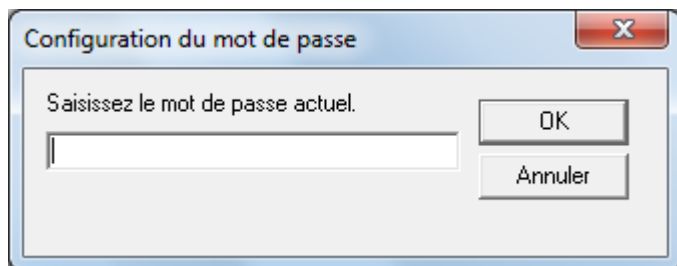 Configuration du mot de passe
Saisissez le mot de passe actuel.
OK
Annuler